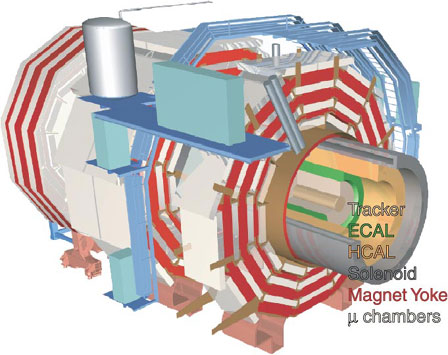 Tracker
ECAL
HCAL
Solenoid
Magnet Yoke
μ chambers